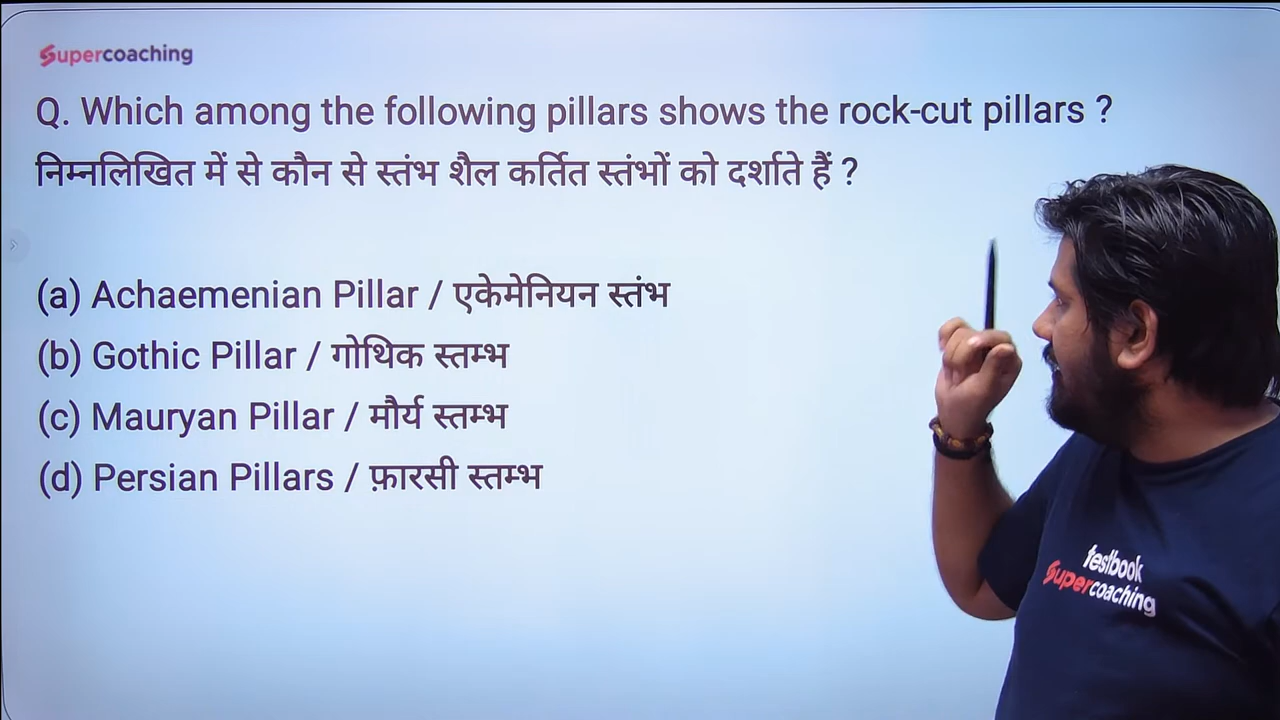 Supercoaching
Q. Which among the following pillars shows the rock-cut pillars ?
निम्नलिखित में से कौन से स्तंभ शैल कर्तित स्तंभों को दर्शाते हैं ?
(a) Achaemenian Pillar / एकेमेनियन स्तंभ
(b) Gothic Pillar / गोथिक स्तम्भ
(c) Mauryan Pillar / मौर्य स्तम्भ
(d) Persian Pillars / फ़ारसी स्तम्भ
testbook
Supercoaching